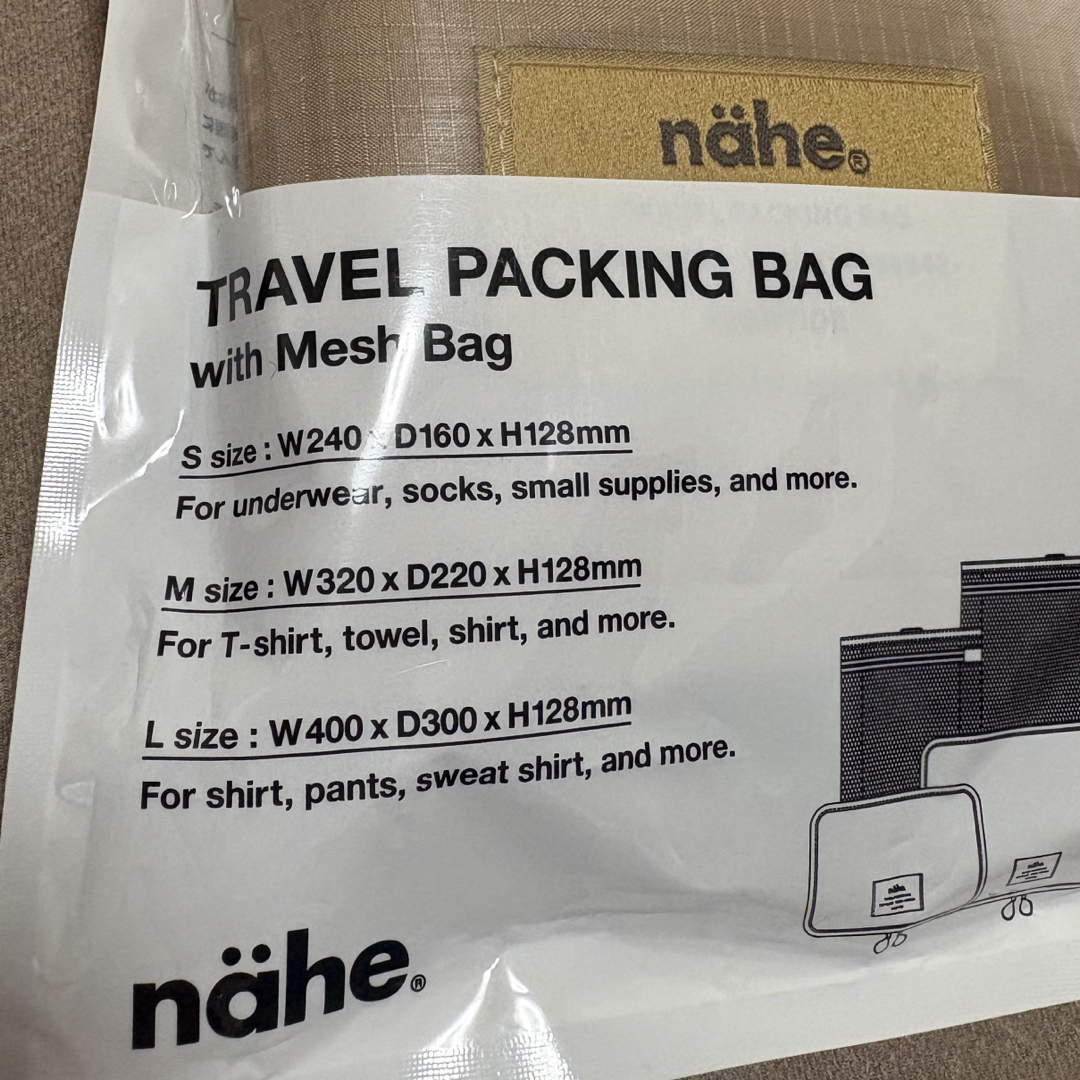 nähe®
TRAVEL PACKING BAG
with Mesh Bag
S size : W240 x D160 x H128mm
For underwear, socks, small supplies, and more.
M size : W320 x D220 x H128mm
For T-shirt, towel, shirt, and more.
L size : W400 x D300 x H128mm
For shirt, pants, sweat shirt, and more.
nähe®